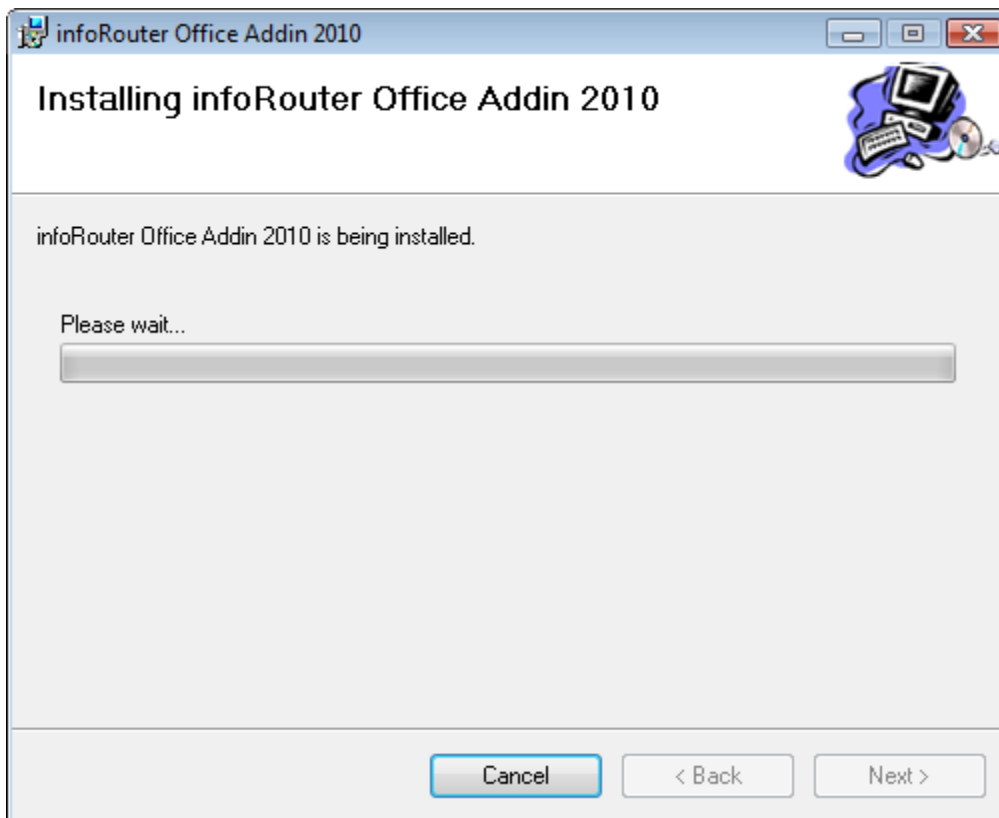 infoRouter Office Addin 2010
Installing infoRouter Office Addin 2010
infoRouter Office Addin 2010 is being installed.
Please wait...
Cancel
< Back
Next >